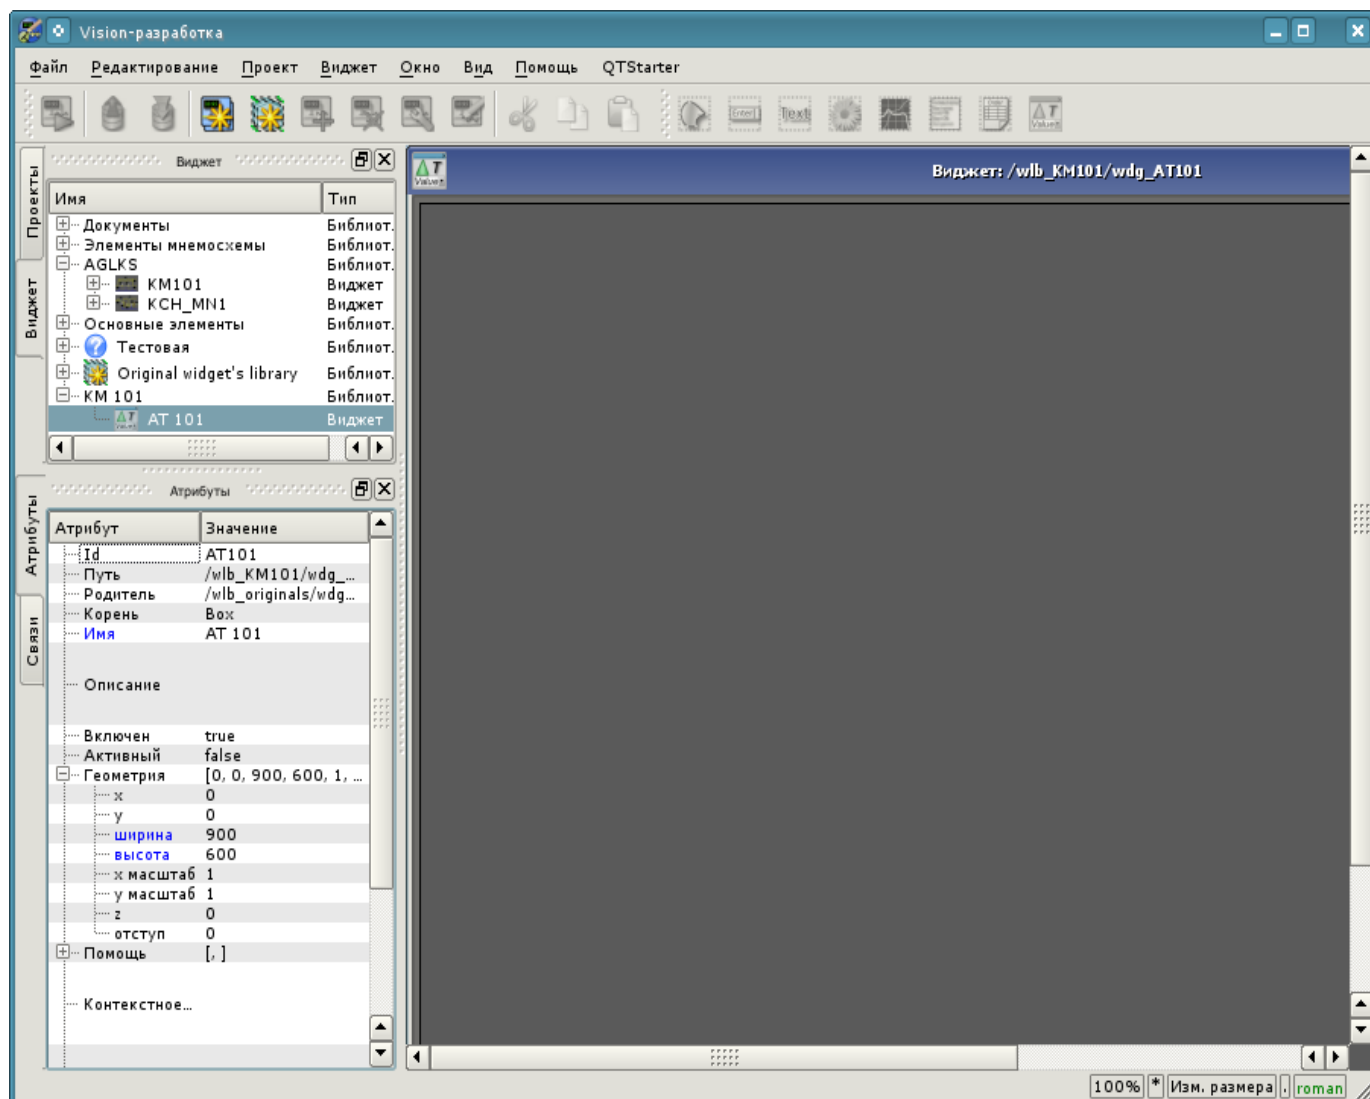 Vision-разработка
Файл Редактирование Проект Виджет Окно Вид Помощь QTStarter
Text
ΔT
Проекты
Виджет
Виджет
Имя Тип
Документы Библиот.
Элементы мнемосхемы Библиот.
AGLKS Библиот.
KM101 Виджет
KCH_MN1 Виджет
Основные элементы Библиот.
Тестовая Библиот.
Original widget's library Библиот.
КМ 101 Библиот.
AT 101 Виджет
Атрибуты
Связи
Атрибуты
Атрибут Значение
Id AT101
Путь /wlb_KM101/wdg_...
Родитель /wlb_originals/wdg...
Корень Box
Имя AT 101
Описание
Включен true
Активный false
Геометрия [0, 0, 900, 600, 1, ...
x 0
y 0
ширина 900
высота 600
x масштаб 1
y масштаб 1
z 0
отступ 0
Помощь [, ]
Контекстное...
ΔT
Виджет: /wlb_KM101/wdg_AT101
100% * Изм. размера . roman